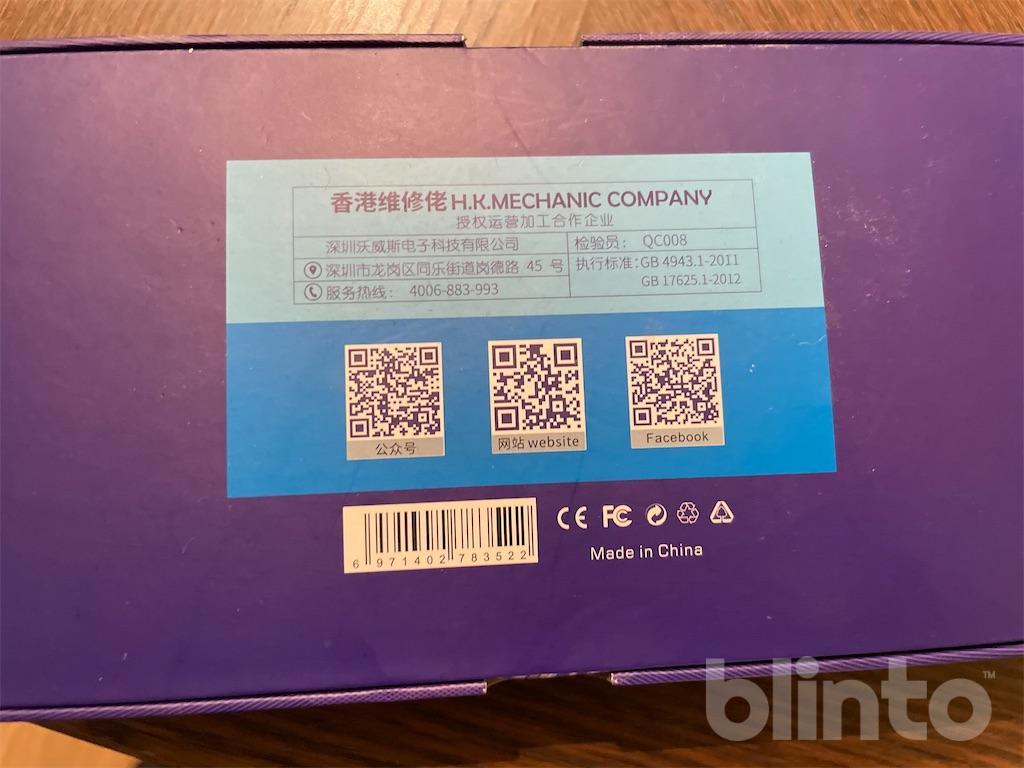 香港维修佬H.K.MECHANIC COMPANY
授权运营加工合作企业
深圳沃威斯电子科技有限公司
检验员： QC008
深圳市龙岗区同乐街道岗德路 45 号
执行标准：GB 4943.1-2011
GB 17625.1-2012
服务热线： 4006-883-993
公众号
网站 website
Facebook
6 971402 783522
CE FC
Made in China
blinto™